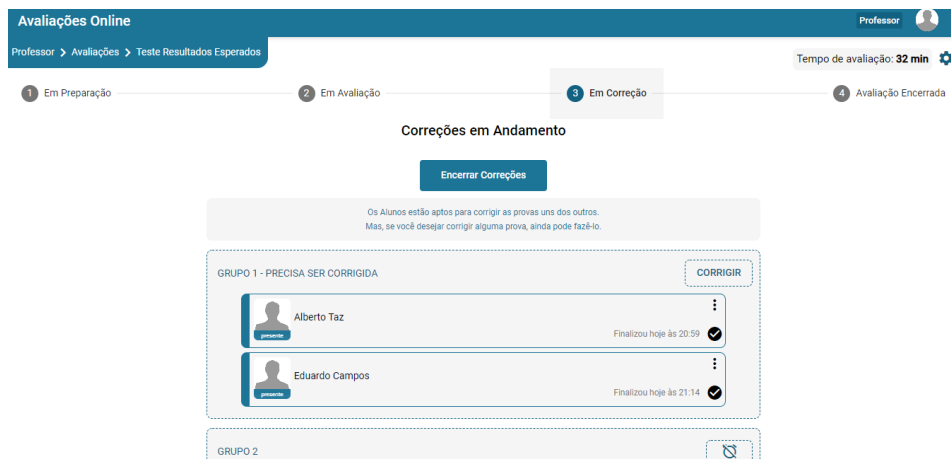 Avaliações Online
Professor
Professor > Avaliações > Teste Resultados Esperados
Tempo de avaliação: 32 min
1 Em Preparação
2 Em Avaliação
3 Em Correção
4 Avaliação Encerrada
Correções em Andamento
Encerrar Correções
Os Alunos estão aptos para corrigir as provas uns dos outros.
Mas, se você desejar corrigir alguma prova, ainda pode fazê-lo.
GRUPO 1 - PRECISA SER CORRIGIDA
CORRIGIR
Alberto Taz
presente
Finalizou hoje às 20:59
Eduardo Campos
presente
Finalizou hoje às 21:14
GRUPO 2